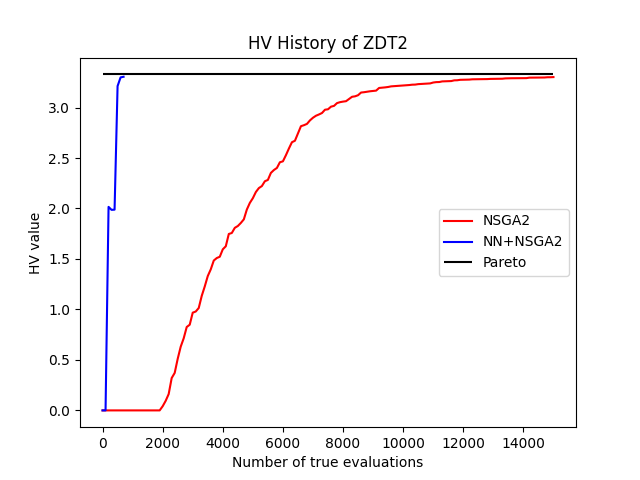 HV History of ZDT2
HV value
3.0
2.5
2.0
1.5
1.0
0.5
0.0
NSGA2
NN+NSGA2
Pareto
0 2000 4000 6000 8000 10000 12000 14000
Number of true evaluations